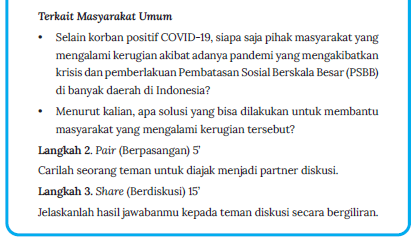 Terkait Masyarakat Umum
• Selain korban positif COVID-19, siapa saja pihak masyarakat yang
mengalami kerugian akibat adanya pandemi yang mengakibatkan
krisis dan pemberlakuan Pembatasan Sosial Berskala Besar (PSBB)
di banyak daerah di Indonesia?
• Menurut kalian, apa solusi yang bisa dilakukan untuk membantu
masyarakat yang mengalami kerugian tersebut?
Langkah 2. Pair (Berpasangan) 5'
Carilah seorang teman untuk diajak menjadi partner diskusi.
Langkah 3. Share (Berdiskusi) 15'
Jelaskanlah hasil jawabanmu kepada teman diskusi secara bergiliran.